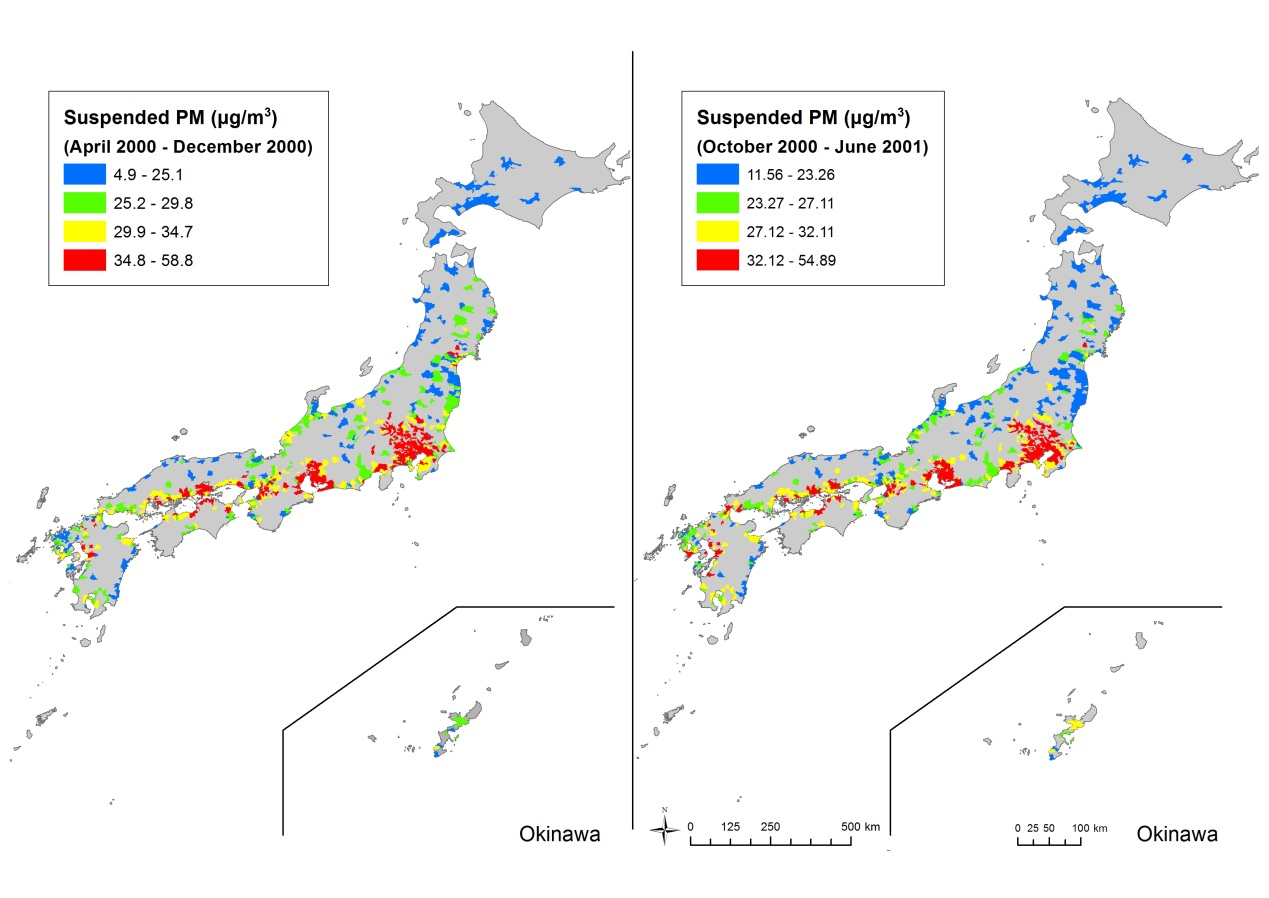 Suspended PM (µg/m³)
(April 2000 - December 2000)
4.9 - 25.1
25.2 - 29.8
29.9 - 34.7
34.8 - 58.8
Okinawa
Suspended PM (µg/m³)
(October 2000 - June 2001)
11.56 - 23.26
23.27 - 27.11
27.12 - 32.11
32.12 - 54.89
N
0 125 250 500 km
0 25 50 100 km
Okinawa